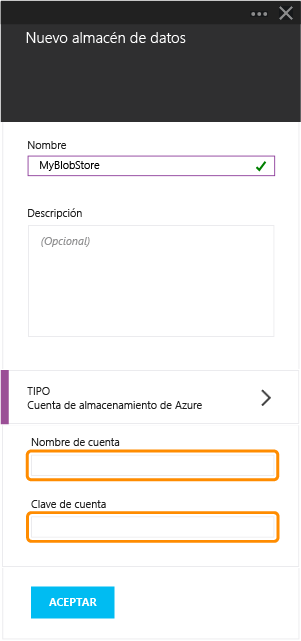 Nuevo almacén de datos
Nombre
MyBlobStore
Descripción
(Opcional)
TIPO
Cuenta de almacenamiento de Azure
Nombre de cuenta
Clave de cuenta
ACEPTAR